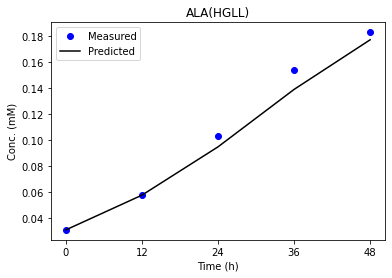 ALA(HGLL)
Measured
Predicted
Conc. (mM)
0.18
0.16
0.14
0.12
0.10
0.08
0.06
0.04
0 12 24 36 48
Time (h)